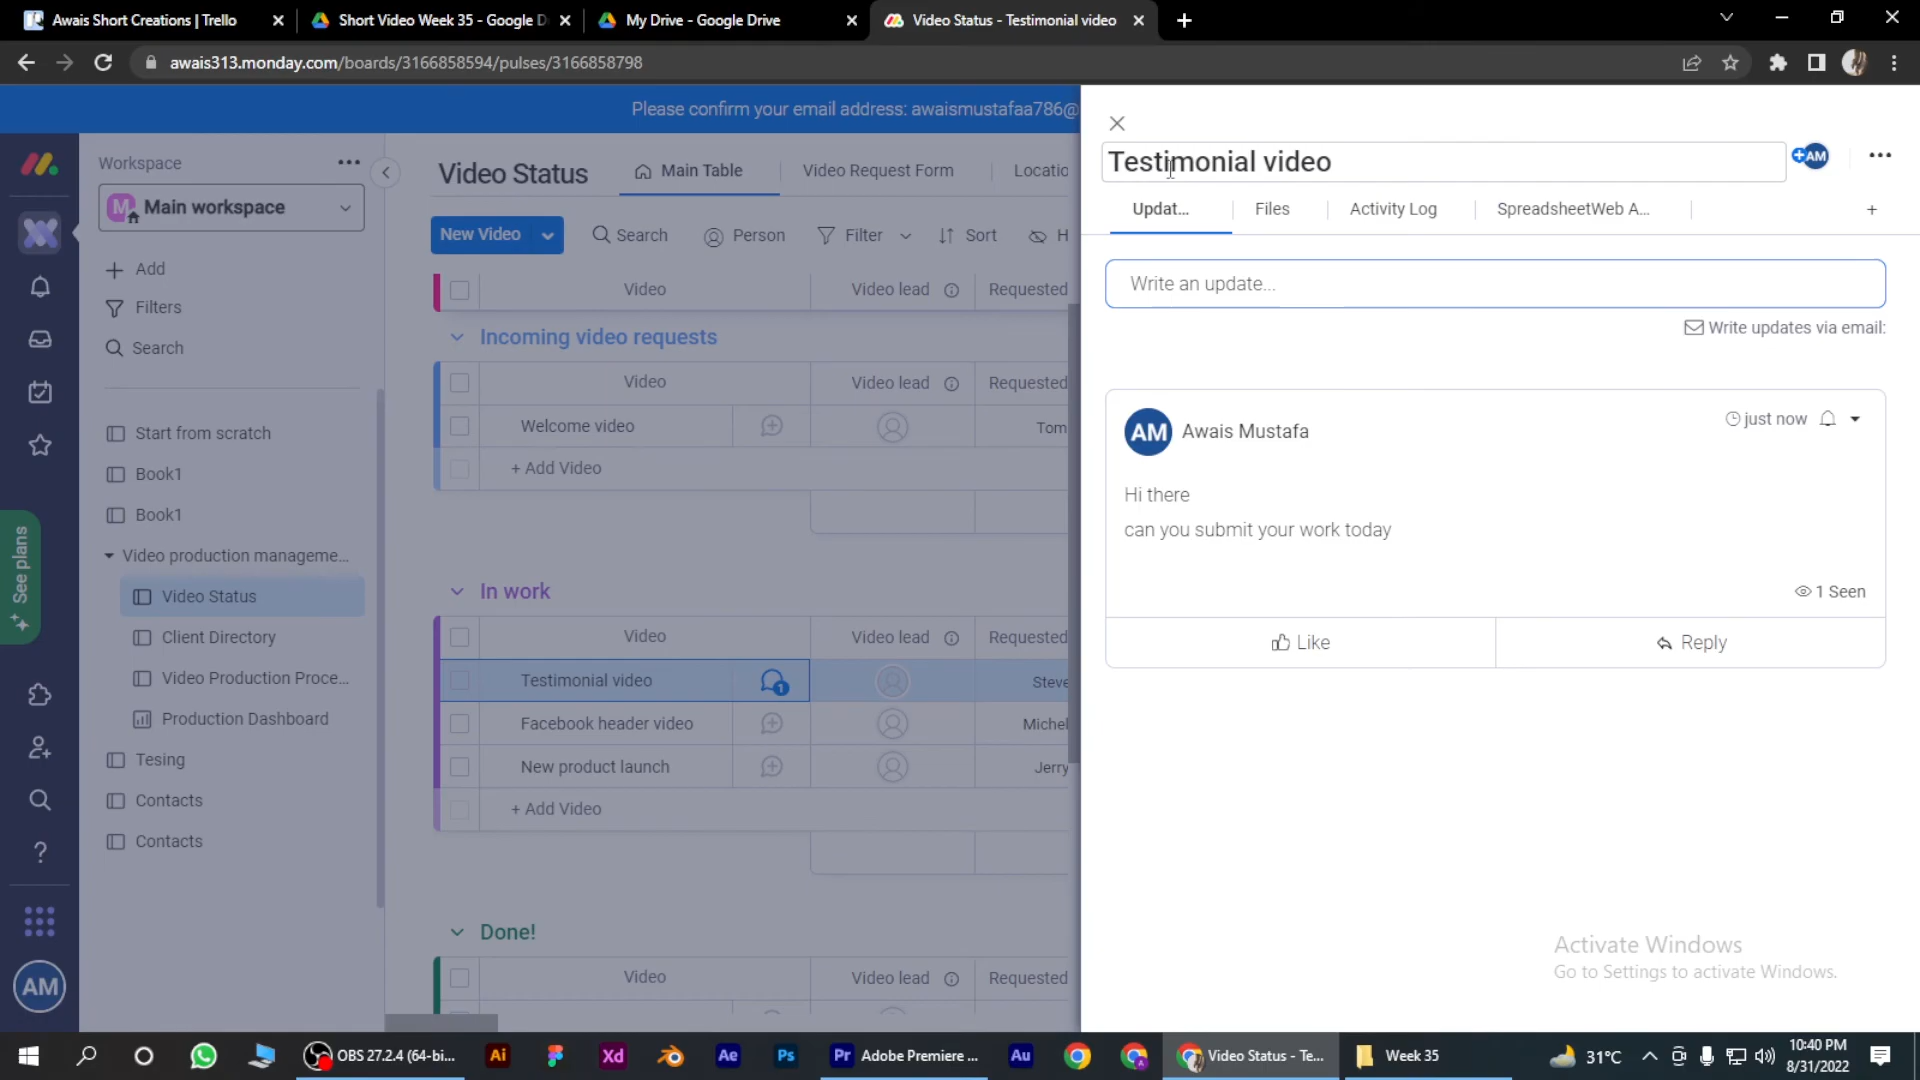 Awais Short Creations | Trello
Short Video Week 35 - Google D
My Drive - Google Drive
Video Status - Testimonial video
awais313.monday.com/boards/3166858594/pulses/3166858798
Please confirm your email address: awaismustafaa786@
Workspace
M Main workspace
Add
Filters
Search
Start from scratch
Book1
Book1
Video production manageme...
Video Status
Client Directory
Video Production Proce...
Production Dashboard
Tesing
Contacts
Contacts
See plans
AM
Video Status
Main Table
Video Request Form
Locatio
New Video
Search
Person
Filter
Sort
H
Video
Video lead
Requested
Incoming video requests
Video
Video lead
Requested
Welcome video
Tom
+ Add Video
In work
Video
Video lead
Requested
Testimonial video
1
Steve
Facebook header video
Michel
New product launch
Jerry
+ Add Video
Done!
Video
Video lead
Requested
Testimonial video
AM
Updat...
Files
Activity Log
SpreadsheetWeb A...
+
Write an update...
Write updates via email:
AM
Awais Mustafa
just now
Hi there
can you submit your work today
1 Seen
Like
Reply
Activate Windows
Go to Settings to activate Windows.
OBS 27.2.4 (64-bi...
Ai
Xd
Ae
Ps
Pr
Adobe Premiere ...
Au
Video Status - Te...
Week 35
31°C
10:40 PM
8/31/2022